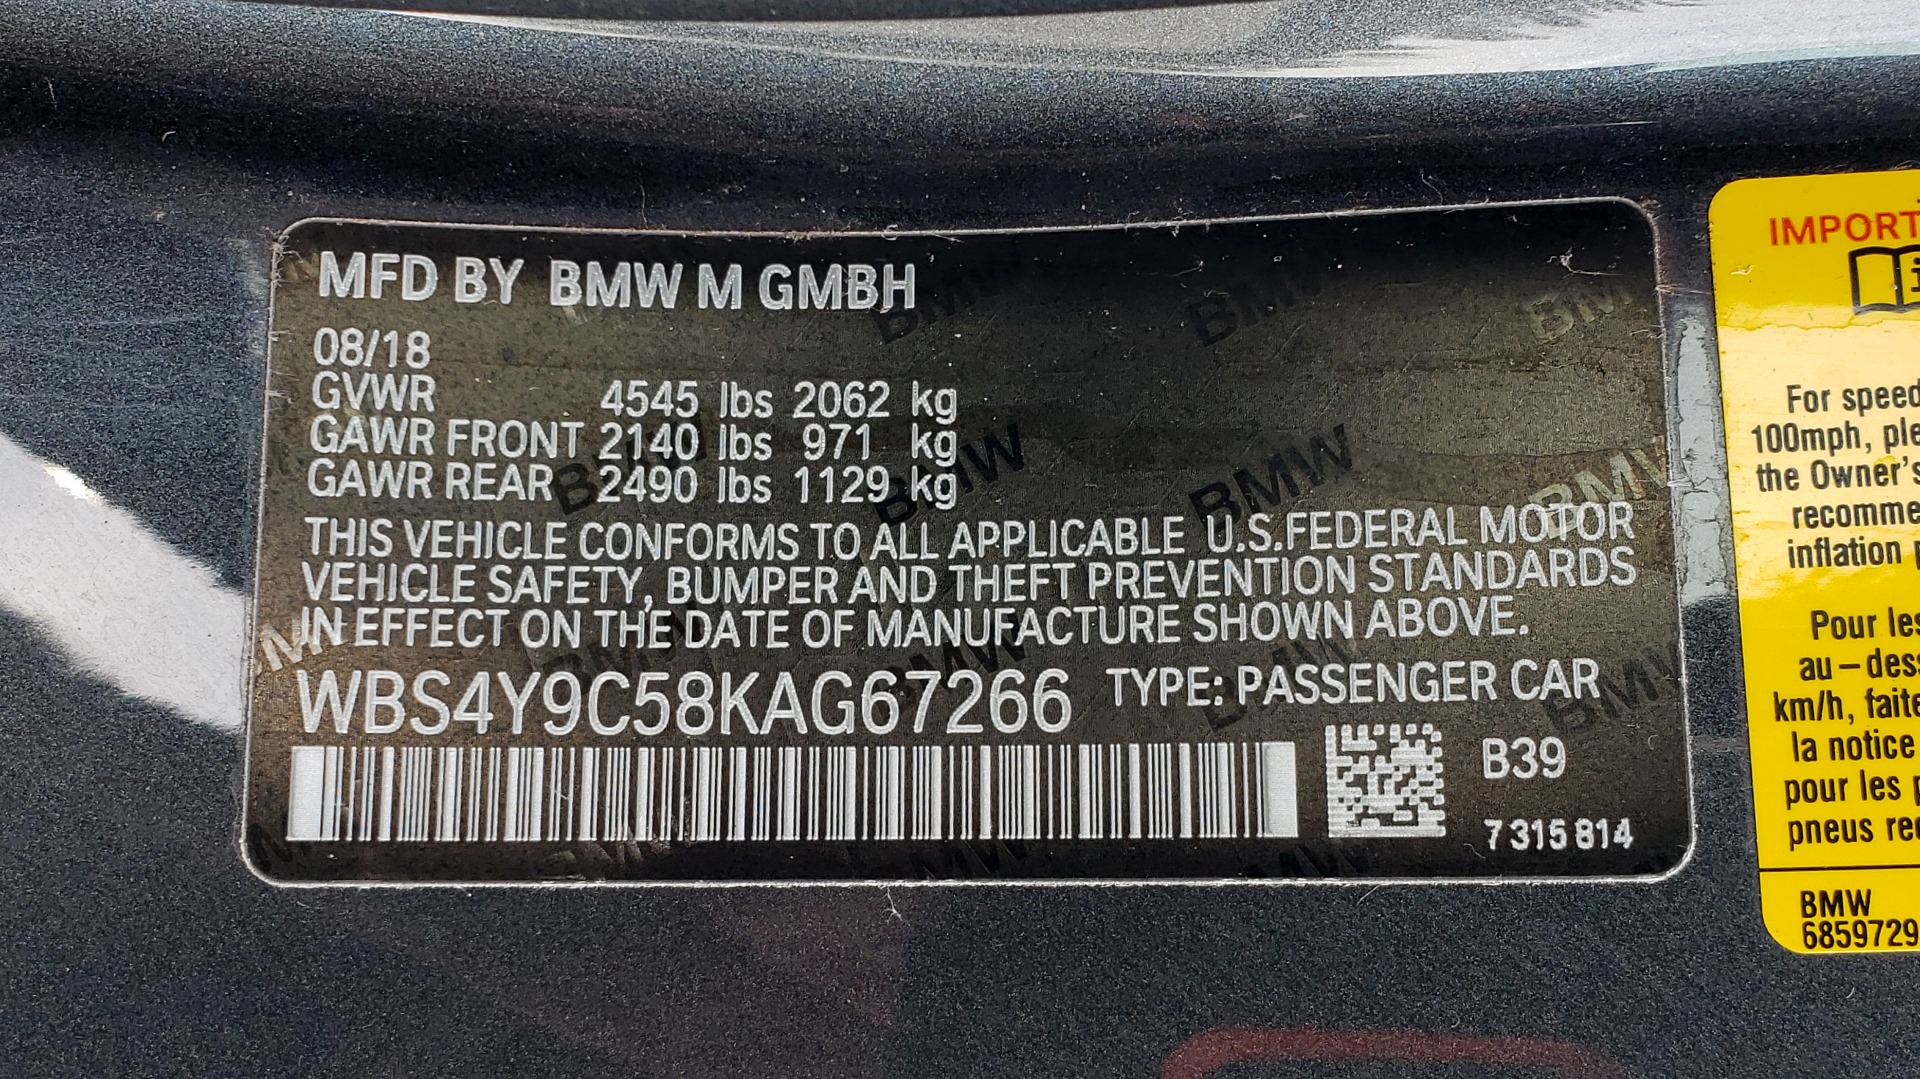 MFD BY BMW M GMBH
08/18
GVWR 4545 lbs 2062 kg
GAWR FRONT 2140 lbs 971 kg
GAWR REAR 2490 lbs 1129 kg
THIS VEHICLE CONFORMS TO ALL APPLICABLE U.S.FEDERAL MOTOR
VEHICLE SAFETY, BUMPER AND THEFT PREVENTION STANDARDS
IN EFFECT ON THE DATE OF MANUFACTURE SHOWN ABOVE.
WBS4Y9C58KAG67266 TYPE: PASSENGER CAR
B39
7 315 814
IMPORT
For speed
100mph, ple
the Owner's
recomme
inflation
Pour les
au-dess
km/h, faite
la notice
pour les
pneus re
BMW
6859729